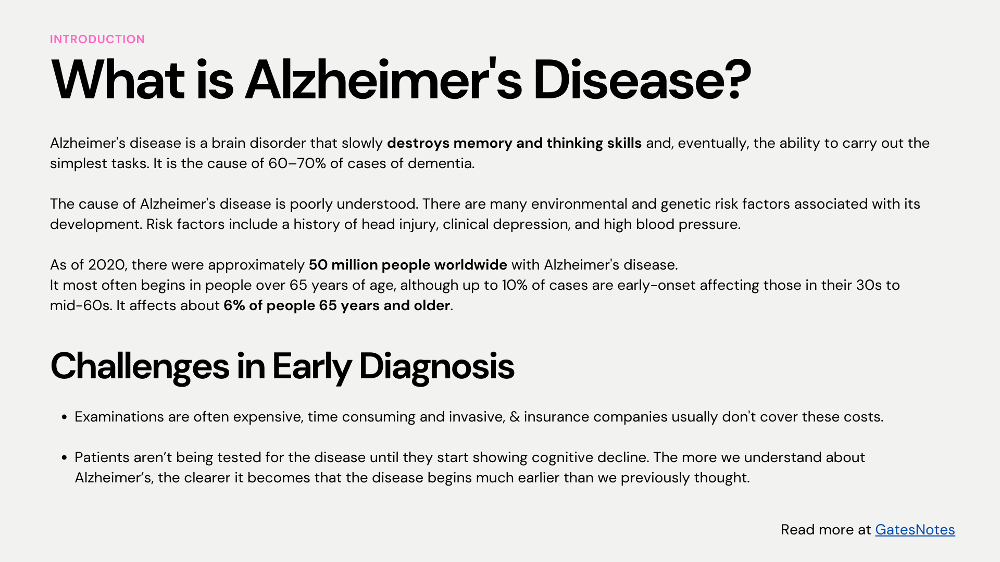 INTRODUCTION
What is Alzheimer's Disease?
Alzheimer's disease is a brain disorder that slowly destroys memory and thinking skills and, eventually, the ability to carry out the
simplest tasks. It is the cause of 60–70% of cases of dementia.
The cause of Alzheimer's disease is poorly understood. There are many environmental and genetic risk factors associated with its
development. Risk factors include a history of head injury, clinical depression, and high blood pressure.
As of 2020, there were approximately 50 million people worldwide with Alzheimer's disease.
It most often begins in people over 65 years of age, although up to 10% of cases are early-onset affecting those in their 30s to
mid-60s. It affects about 6% of people 65 years and older.
Challenges in Early Diagnosis
• Examinations are often expensive, time consuming and invasive, & insurance companies usually don't cover these costs.
• Patients aren’t being tested for the disease until they start showing cognitive decline. The more we understand about
Alzheimer’s, the clearer it becomes that the disease begins much earlier than we previously thought.
Read more at GatesNotes